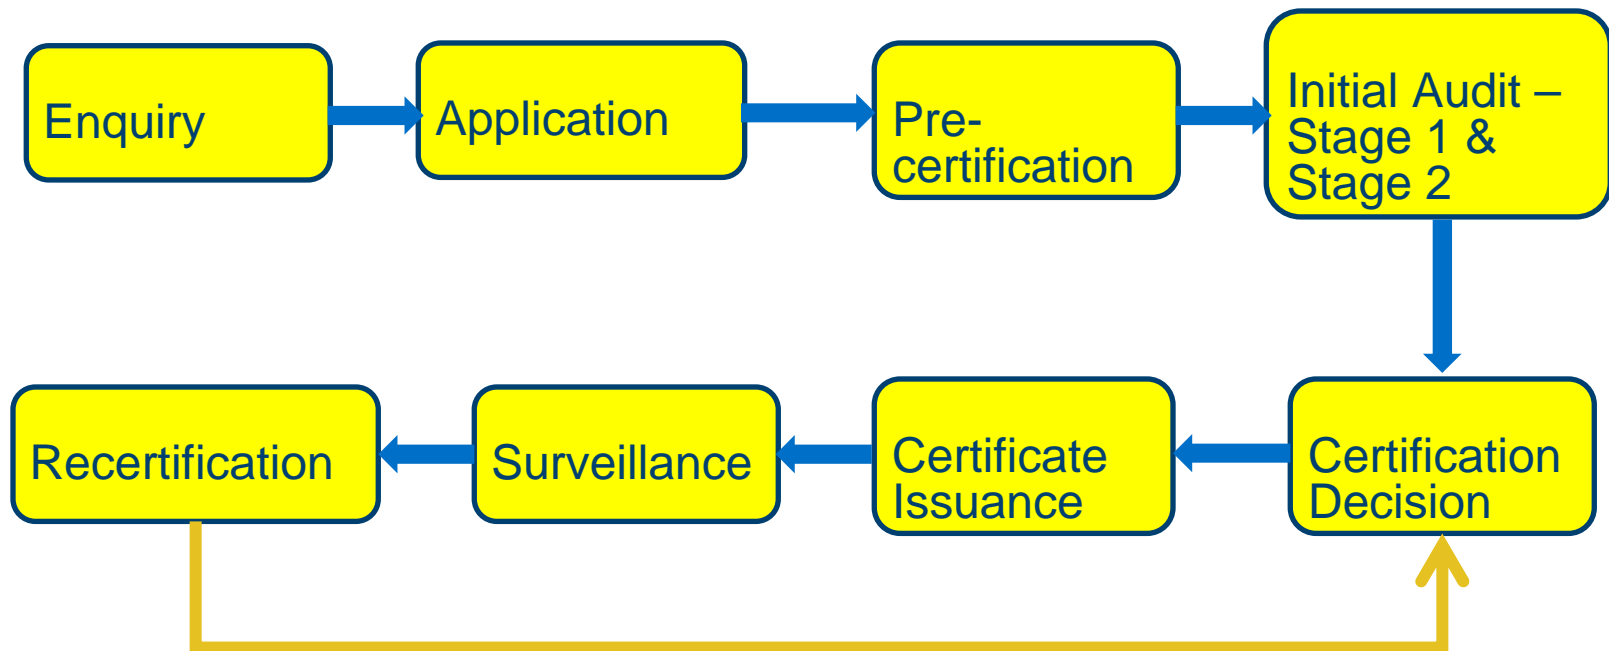 Enquiry
Application
Pre-
certification
Initial Audit –
Stage 1 &
Stage 2
Recertification
Surveillance
Certificate
Issuance
Certification
Decision